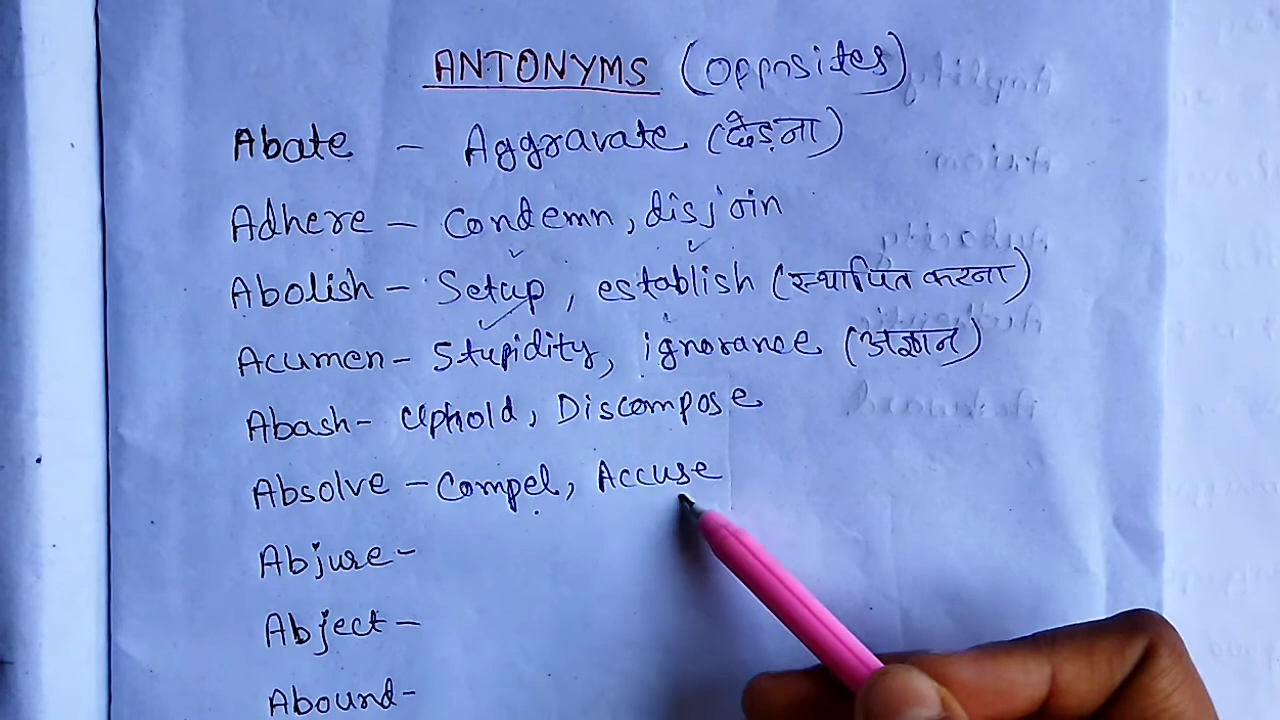 ANTONYMS (Opposites)
Abate - Aggravate (छेड़ना)
Adhere - Condemn, disjoin
Abolish - Setup, establish (स्थापित करना)
Acumen - Stupidity, ignorance (अज्ञान)
Abash - Uphold, Discompose
Absolve - Compel, Accuse
Abjure -
Abject -
Abound -